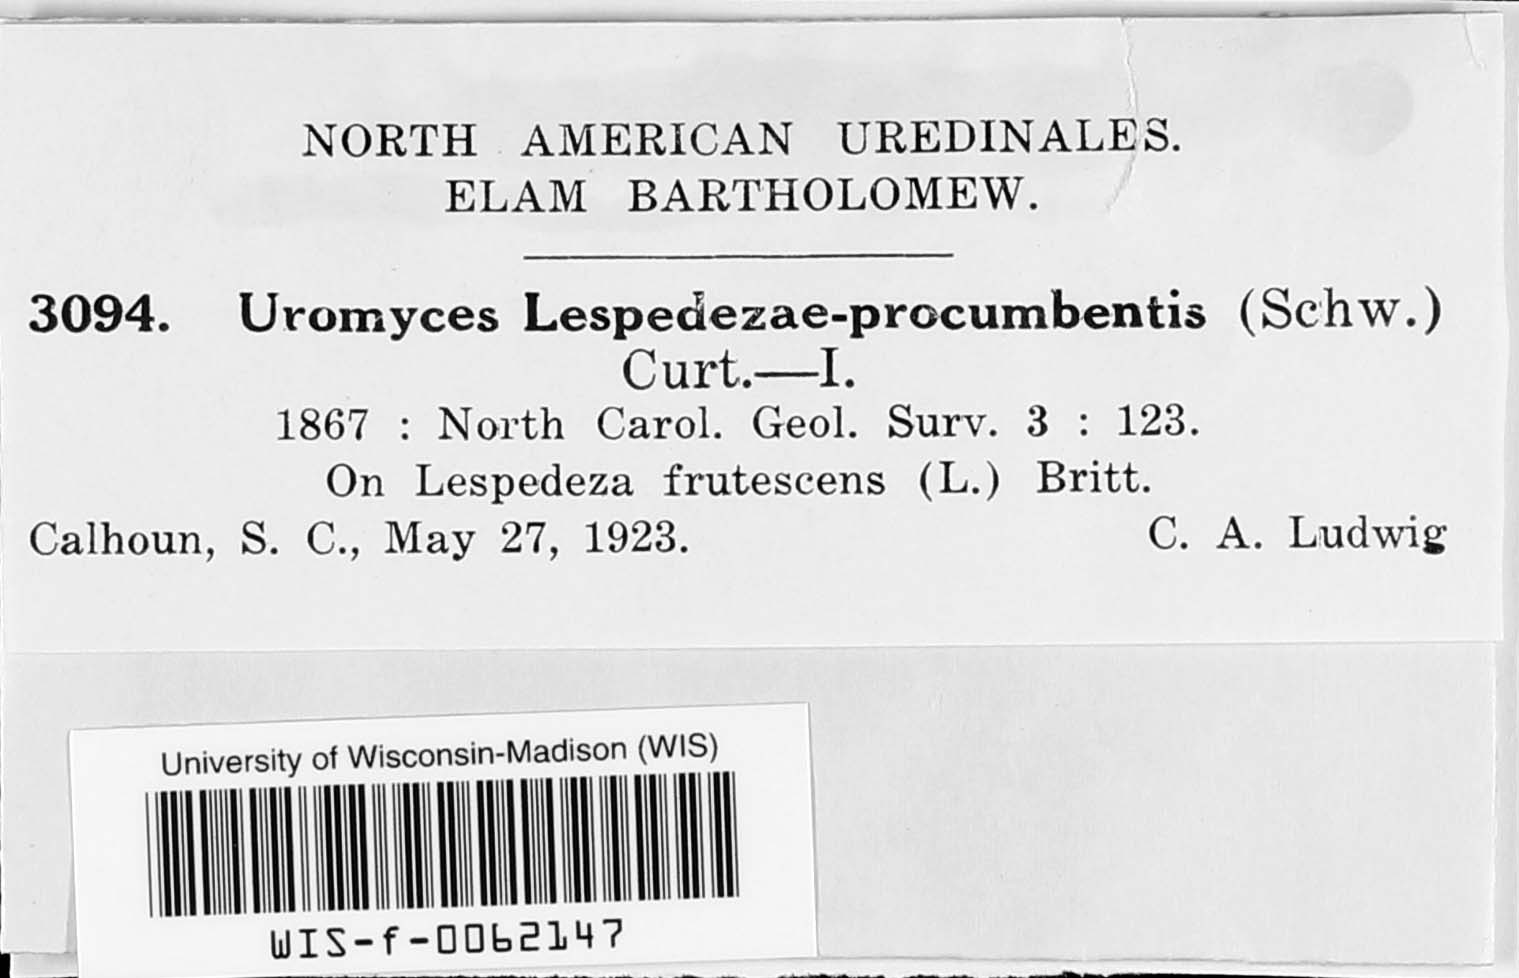 NORTH AMERICAN UREDINALES.
ELAM BARTHOLOMEW.
3094. Uromyces Lespedezae-procumbentis (Schw.)
Curt.—I.
1867 : North Carol. Geol. Surv. 3 : 123.
On Lespedeza frutescens (L.) Britt.
Calhoun, S. C., May 27, 1923. C. A. Ludwig
University of Wisconsin-Madison (WIS)
WIS-f-0062147